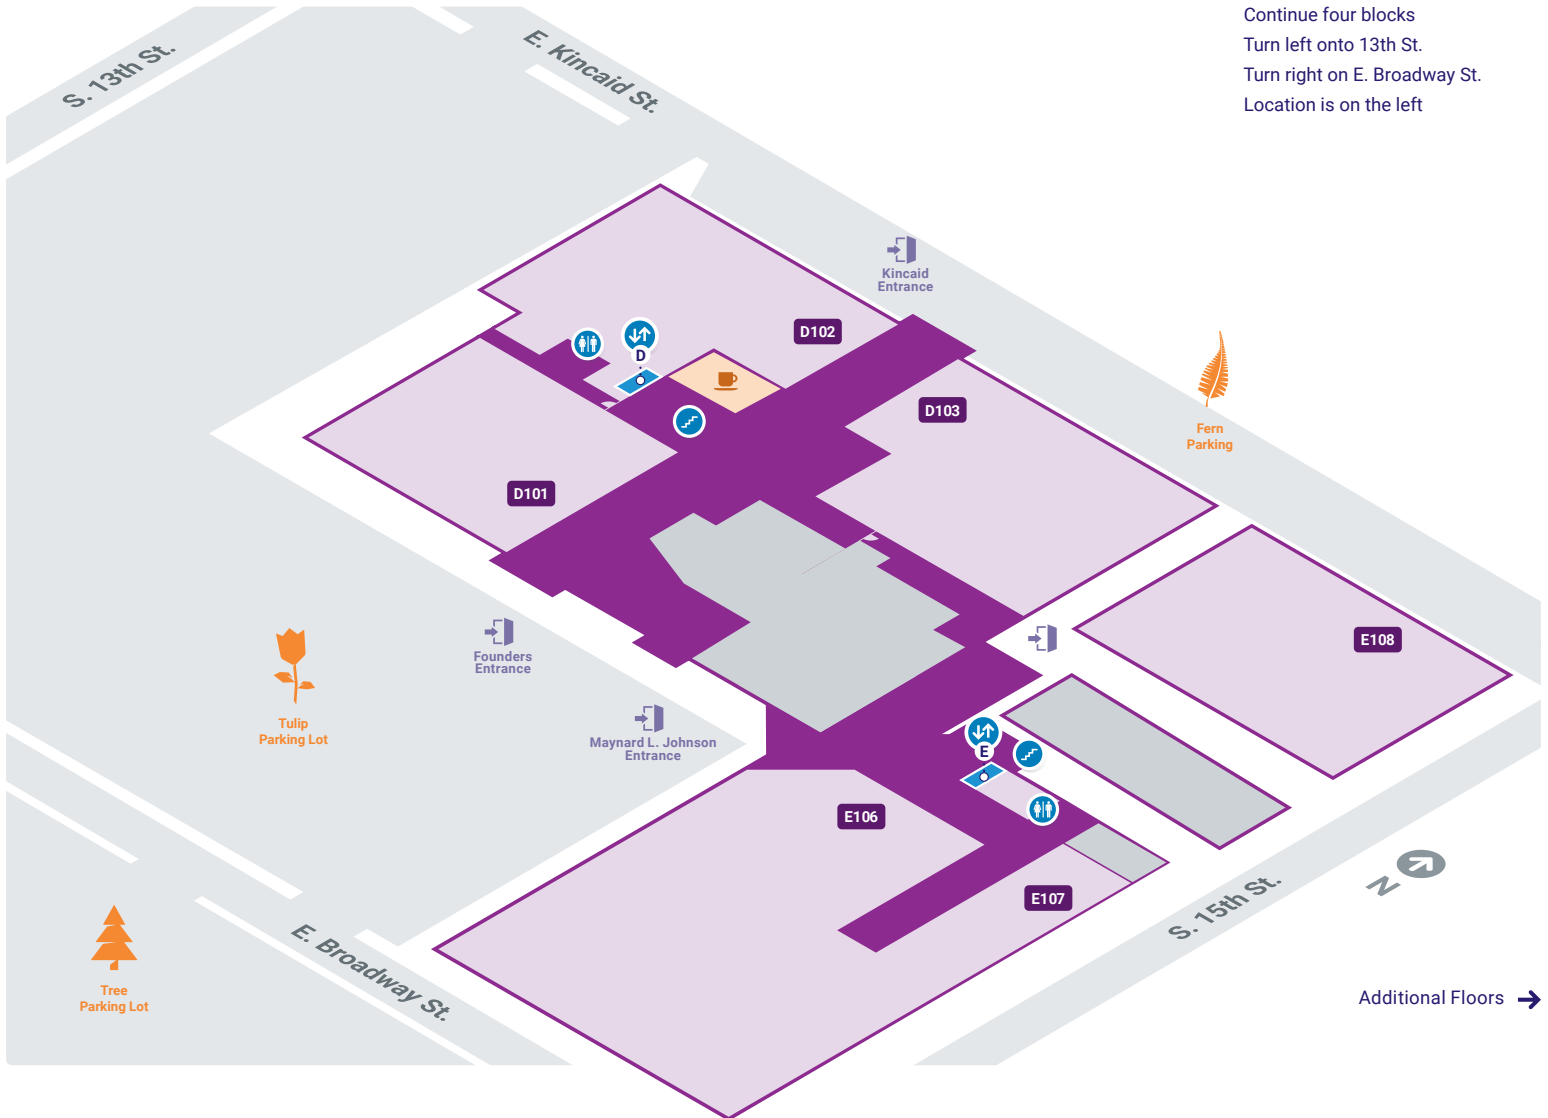 Continue four blocks
Turn left onto 13th St.
Turn right on E. Broadway St.
Location is on the left
S. 13th St.
E. Kincaid St.
Kincaid
Entrance
D102
D
D103
Fern
Parking
D101
E108
Founders
Entrance
Tulip
Parking Lot
Maynard L. Johnson
Entrance
E
E106
E107
N
S. 15th St.
E. Broadway St.
Tree
Parking Lot
Additional Floors